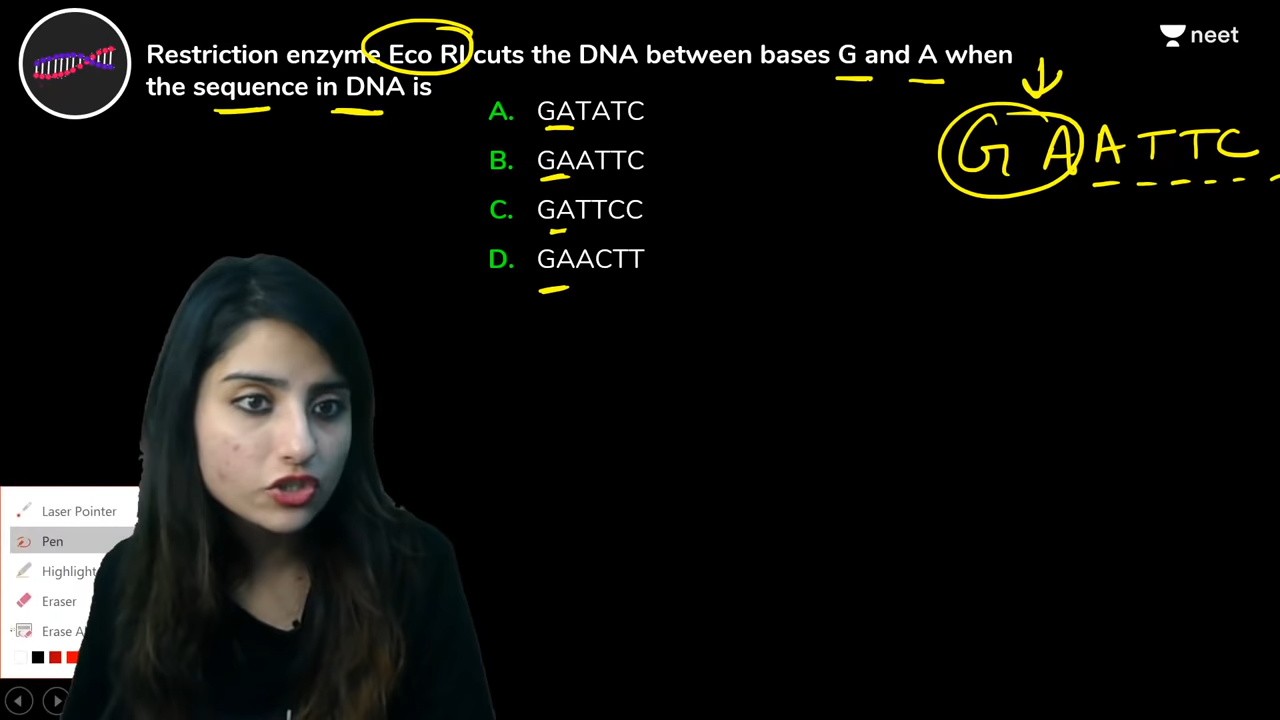 Restriction enzyme Eco RI cuts the DNA between bases G and A when
the sequence in DNA is
neet
A. GATATC
B. GAATTC
C. GATTCC
D. GAACTT
G A A T T C
Laser Pointer
Pen
Highlight
Eraser
Erase A